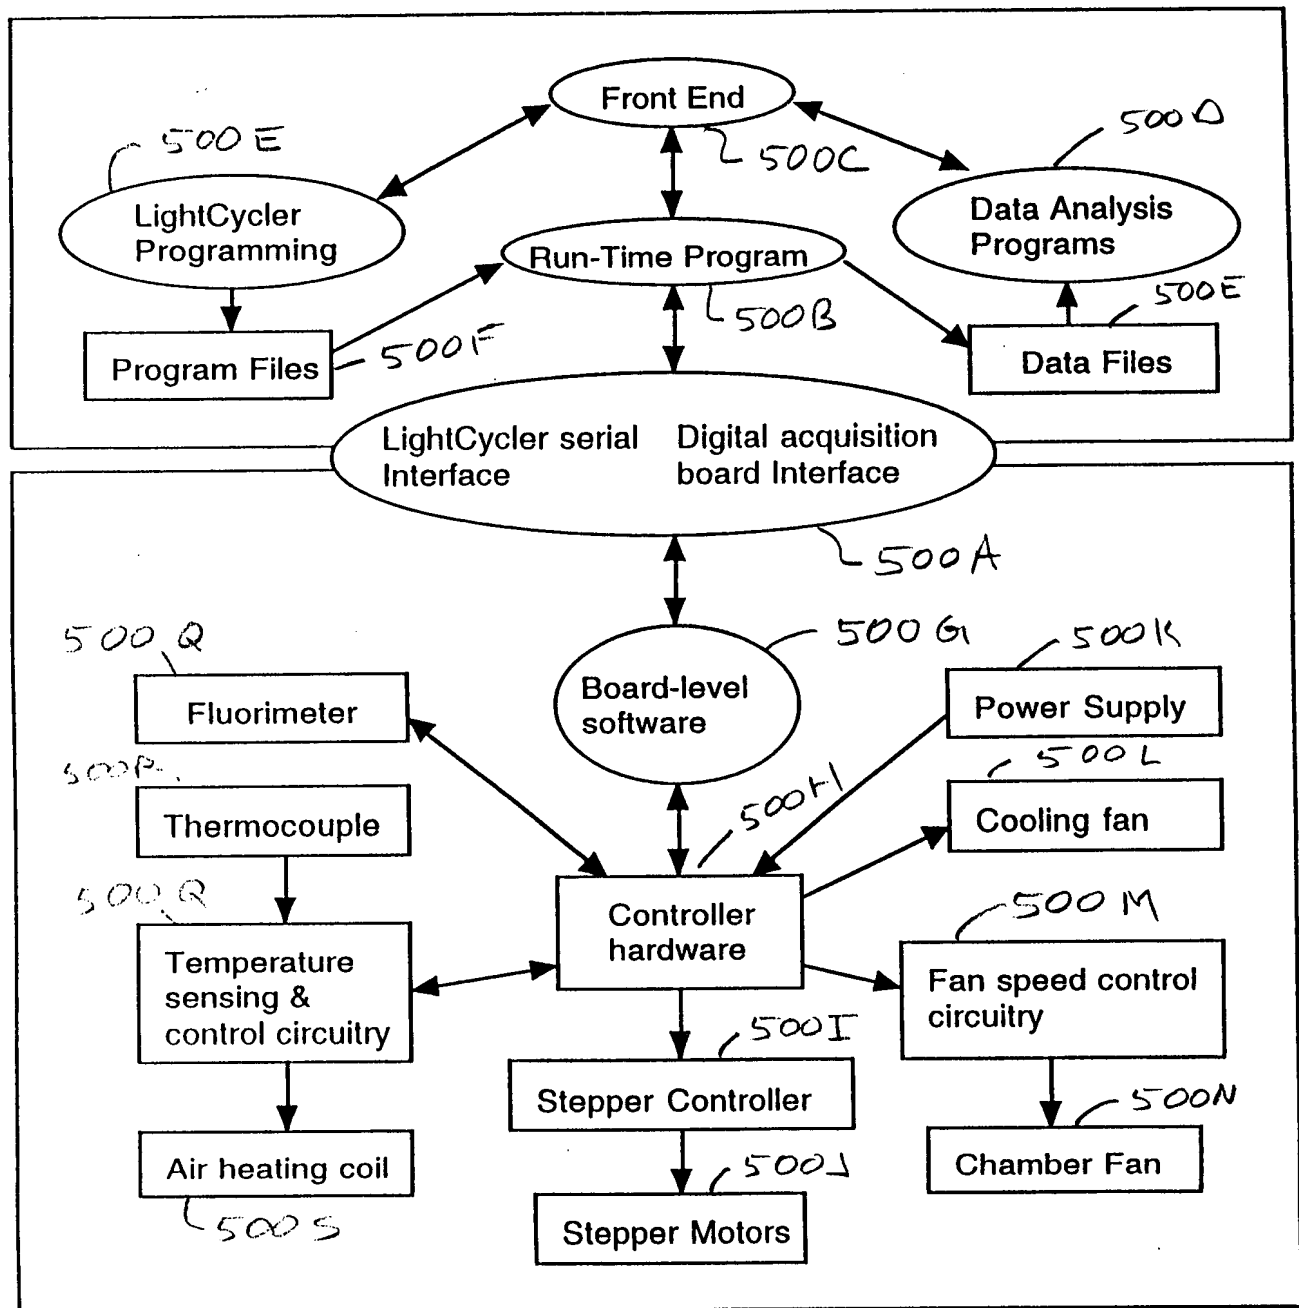 Front End
500D
500E
500C
LightCycler
Programming
Data Analysis
Programs
Run-Time Program
500E
500B
500F
Program Files
Data Files
LightCycler serial
Interface
Digital acquisition
board Interface
500A
500Q
500G
500K
Fluorimeter
Board-level
software
Power Supply
500L
500H
Thermocouple
Cooling fan
500Q
Controller
hardware
500M
Temperature
sensing &
control circuitry
Fan speed control
circuitry
500I
Stepper Controller
500N
500J
Air heating coil
Chamber Fan
500S
Stepper Motors